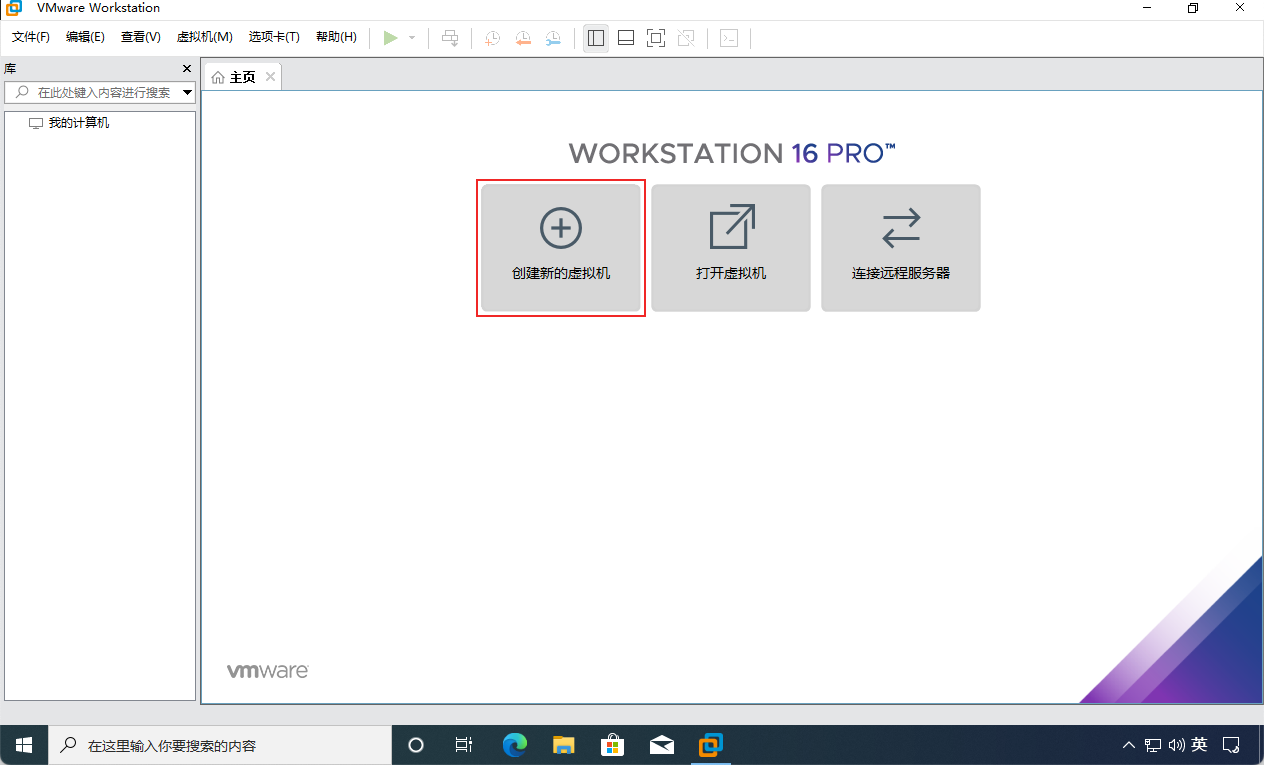 VMware Workstation
文件(F) 编辑(E) 查看(V) 虚拟机(M) 选项卡(T) 帮助(H)
库
在此处键入内容进行搜索
我的计算机
主页
WORKSTATION 16 PRO™
创建新的虚拟机 打开虚拟机 连接远程服务器
vmware
在这里输入你要搜索的内容
英